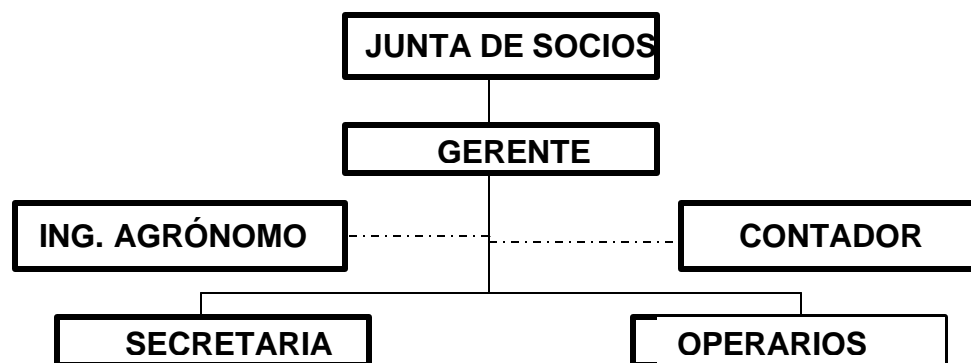 JUNTA DE SOCIOS
GERENTE
ING. AGRÓNOMO
CONTADOR
SECRETARIA
OPERARIOS